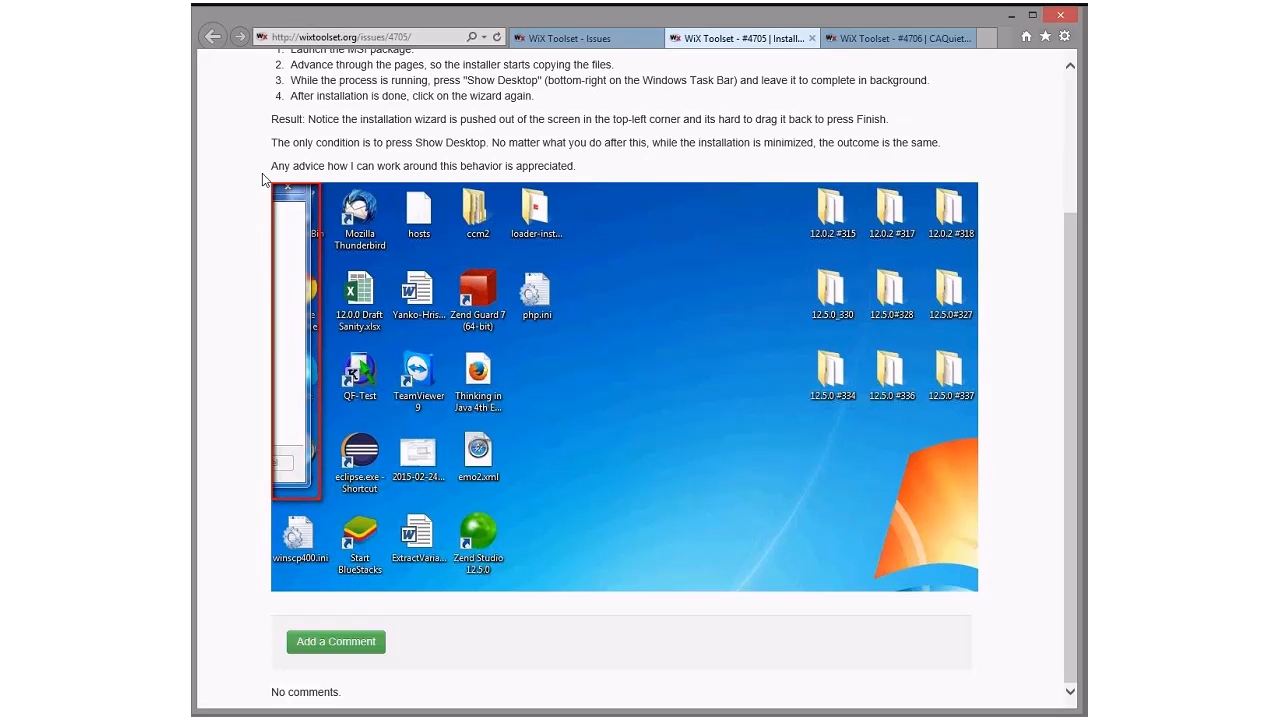 http://wixtoolset.org/issues/4705/
WiX Toolset - Issues
WiX Toolset - #4705 | Install...
WiX Toolset - #4706 | CAQuiet...
1. Launch the MSI package.
2. Advance through the pages, so the installer starts copying the files.
3. While the process is running, press "Show Desktop" (bottom-right on the Windows Task Bar) and leave it to complete in background.
4. After installation is done, click on the wizard again.
Result: Notice the installation wizard is pushed out of the screen in the top-left corner and its hard to drag it back to press Finish.
The only condition is to press Show Desktop. No matter what you do after this, while the installation is minimized, the outcome is the same.
Any advice how I can work around this behavior is appreciated.
Mozilla
Thunderbird
hosts
ccm2
loader-inst...
12.0.2 #315
12.0.2 #317
12.0.2 #318
12.0.0 Draft
Sanity.xlsx
Yanko-Hris...
Zend Guard 7
(64-bit)
php.ini
12.5.0_330
12.5.0#328
12.5.0#327
QF-Test
TeamViewer
9
Thinking in
Java 4th E...
12.5.0 #334
12.5.0 #336
12.5.0 #337
eclipse.exe -
Shortcut
2015-02-24...
emo2.xml
winscp400.ini
Start
BlueStacks
ExtractVaria...
Zend Studio
12.5.0
Add a Comment
No comments.